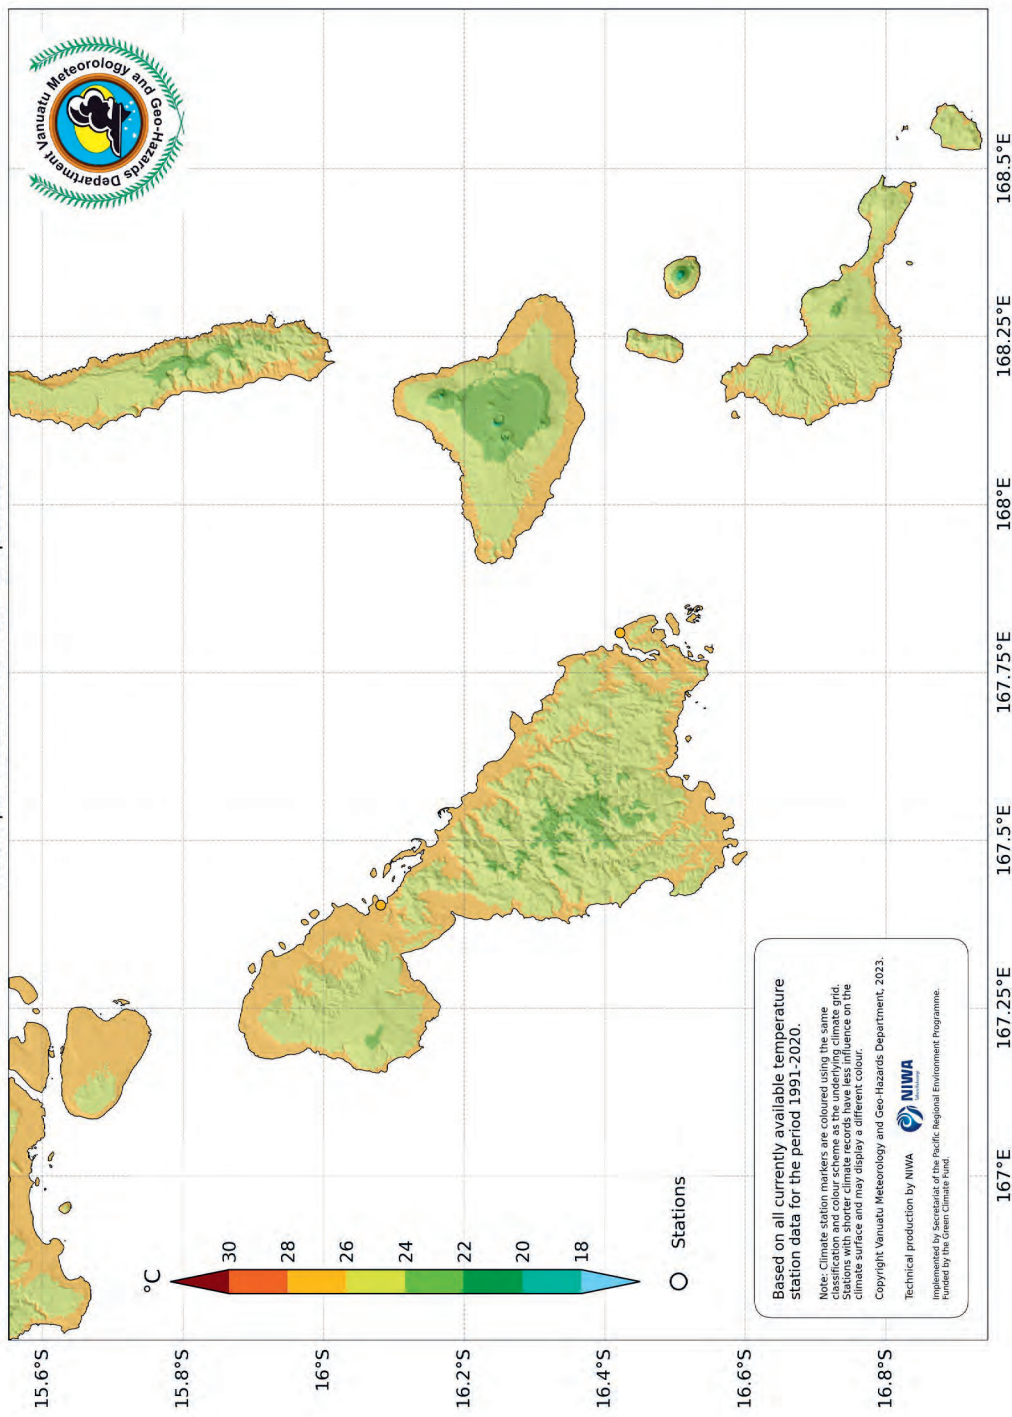 Vanuatu Meteorology and Geo-Hazards Department
15.6°S
15.8°S
16°S
16.2°S
16.4°S
16.6°S
16.8°S
167°E
167.25°E
167.5°E
167.75°E
168°E
168.25°E
168.5°E
°C
30
28
26
24
22
20
18
Stations
Based on all currently available temperature
station data for the period 1991-2020.
Note: Climate station markers are coloured using the same
classification and colour scheme as the underlying climate grid.
Stations with shorter climate records have less influence on the
climate surface and may display a different colour.
Copyright Vanuatu Meteorology and Geo-Hazards Department, 2023.
Technical production by NIWA
NIWA
Implemented by Secretariat of the Pacific Regional Environment Programme.
Funded by the Green Climate Fund.